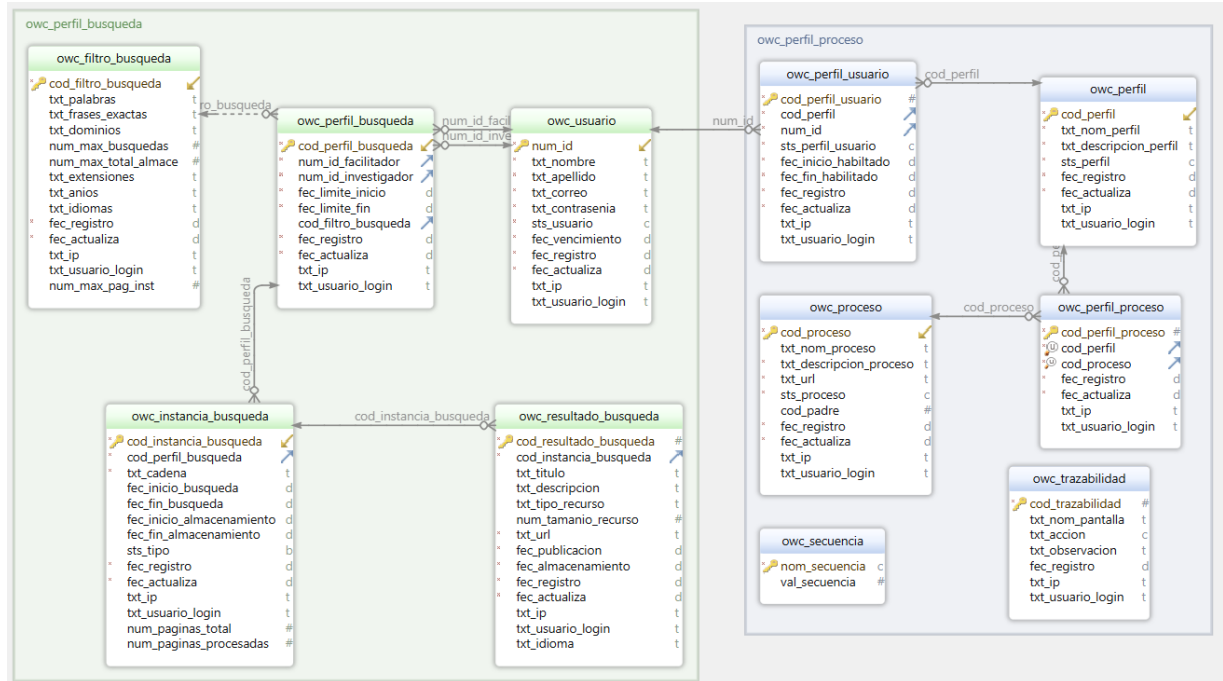 owc_perfil_busqueda
owc_filtro_busqueda
cod_filtro_busqueda
txt_palabras t
txt_frases_exactas t
txt_dominios t
num_max_busquedas #
num_max_total_almace #
txt_extensiones t
txt_anios t
txt_idiomas t
fec_registro d
fec_actualiza d
txt_ip t
txt_usuario_login t
num_max_pag_inst #
ro_busqueda
owc_perfil_busqueda
cod_perfil_busqueda
num_id_facilitador
num_id_investigador
fec_limite_inicio d
fec_limite_fin d
cod_filtro_busqueda
fec_registro d
fec_actualiza d
txt_ip t
txt_usuario_login t
num_id_facil
num_id_inve
owc_usuario
num_id
txt_nombre t
txt_apellido t
txt_correo t
txt_contrasenia t
sts_usuario c
fec_vencimiento d
fec_registro d
fec_actualiza d
txt_ip t
txt_usuario_login t
cod_perfil_busqueda
owc_instancia_busqueda
cod_instancia_busqueda
cod_perfil_busqueda
txt_cadena t
fec_inicio_busqueda d
fec_fin_busqueda d
fec_inicio_almacenamiento d
fec_fin_almacenamiento d
sts_tipo b
fec_registro d
fec_actualiza d
txt_ip t
txt_usuario_login t
num_paginas_total #
num_paginas_procesadas #
cod_instancia_busqueda
owc_resultado_busqueda
cod_resultado_busqueda #
cod_instancia_busqueda
txt_titulo t
txt_descripcion t
txt_tipo_recurso t
num_tamanio_recurso #
txt_url t
fec_publicacion d
fec_almacenamiento d
fec_registro d
fec_actualiza d
txt_ip t
txt_usuario_login t
txt_idioma t
num_id
owc_perfil_proceso
owc_perfil_usuario
cod_perfil_usuario #
cod_perfil
num_id
sts_perfil_usuario c
fec_inicio_habiltado d
fec_fin_habilitado d
fec_registro d
fec_actualiza d
txt_ip t
txt_usuario_login t
cod_perfil
owc_perfil
cod_perfil
txt_nom_perfil t
txt_descripcion_perfil t
sts_perfil c
fec_registro d
fec_actualiza d
txt_ip t
txt_usuario_login t
cod_pe
owc_proceso
cod_proceso
txt_nom_proceso t
txt_descripcion_proceso t
txt_url t
sts_proceso c
cod_padre #
fec_registro d
fec_actualiza d
txt_ip t
txt_usuario_login t
cod_proceso
owc_perfil_proceso
cod_perfil_proceso #
cod_perfil
cod_proceso
fec_registro d
fec_actualiza d
txt_ip t
txt_usuario_login t
owc_trazabilidad
cod_trazabilidad #
txt_nom_pantalla t
txt_accion c
txt_observacion t
fec_registro d
txt_ip t
txt_usuario_login t
owc_secuencia
nom_secuencia c
val_secuencia #